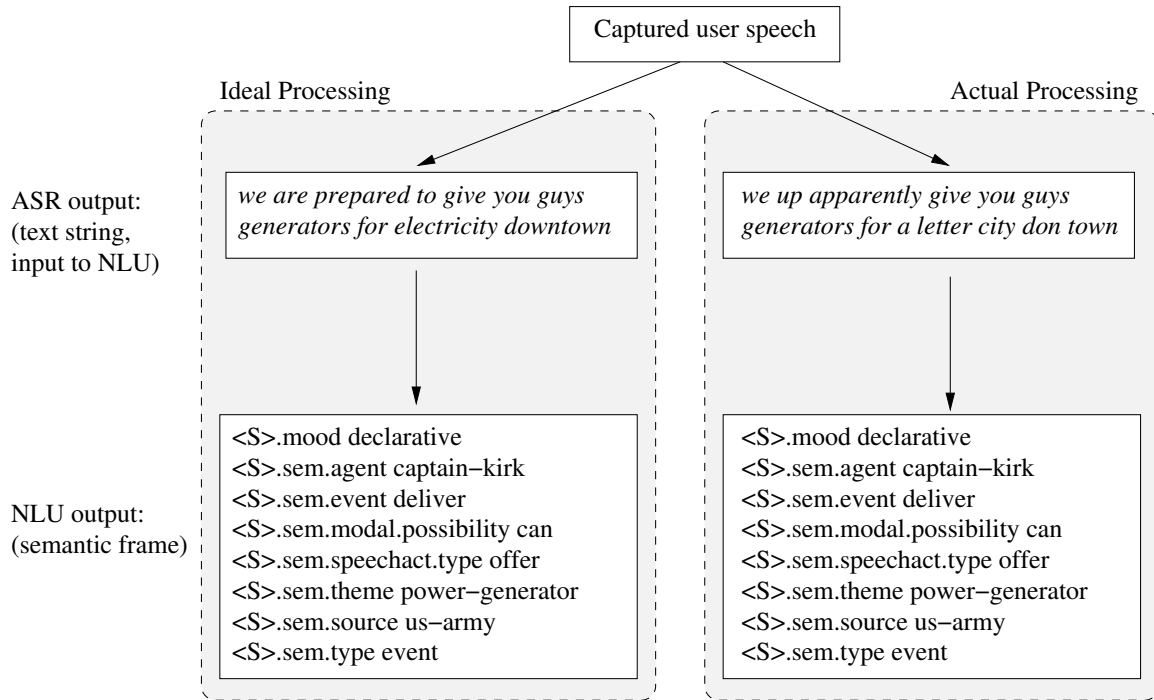 Captured user speech
Ideal Processing
Actual Processing
ASR output:
(text string,
input to NLU)
we are prepared to give you guys
generators for electricity downtown
we up apparently give you guys
generators for a letter city don town
NLU output:
(semantic frame)
<S>.mood declarative
<S>.sem.agent captain−kirk
<S>.sem.event deliver
<S>.sem.modal.possibility can
<S>.sem.speechact.type offer
<S>.sem.theme power−generator
<S>.sem.source us−army
<S>.sem.type event
<S>.mood declarative
<S>.sem.agent captain−kirk
<S>.sem.event deliver
<S>.sem.modal.possibility can
<S>.sem.speechact.type offer
<S>.sem.theme power−generator
<S>.sem.source us−army
<S>.sem.type event